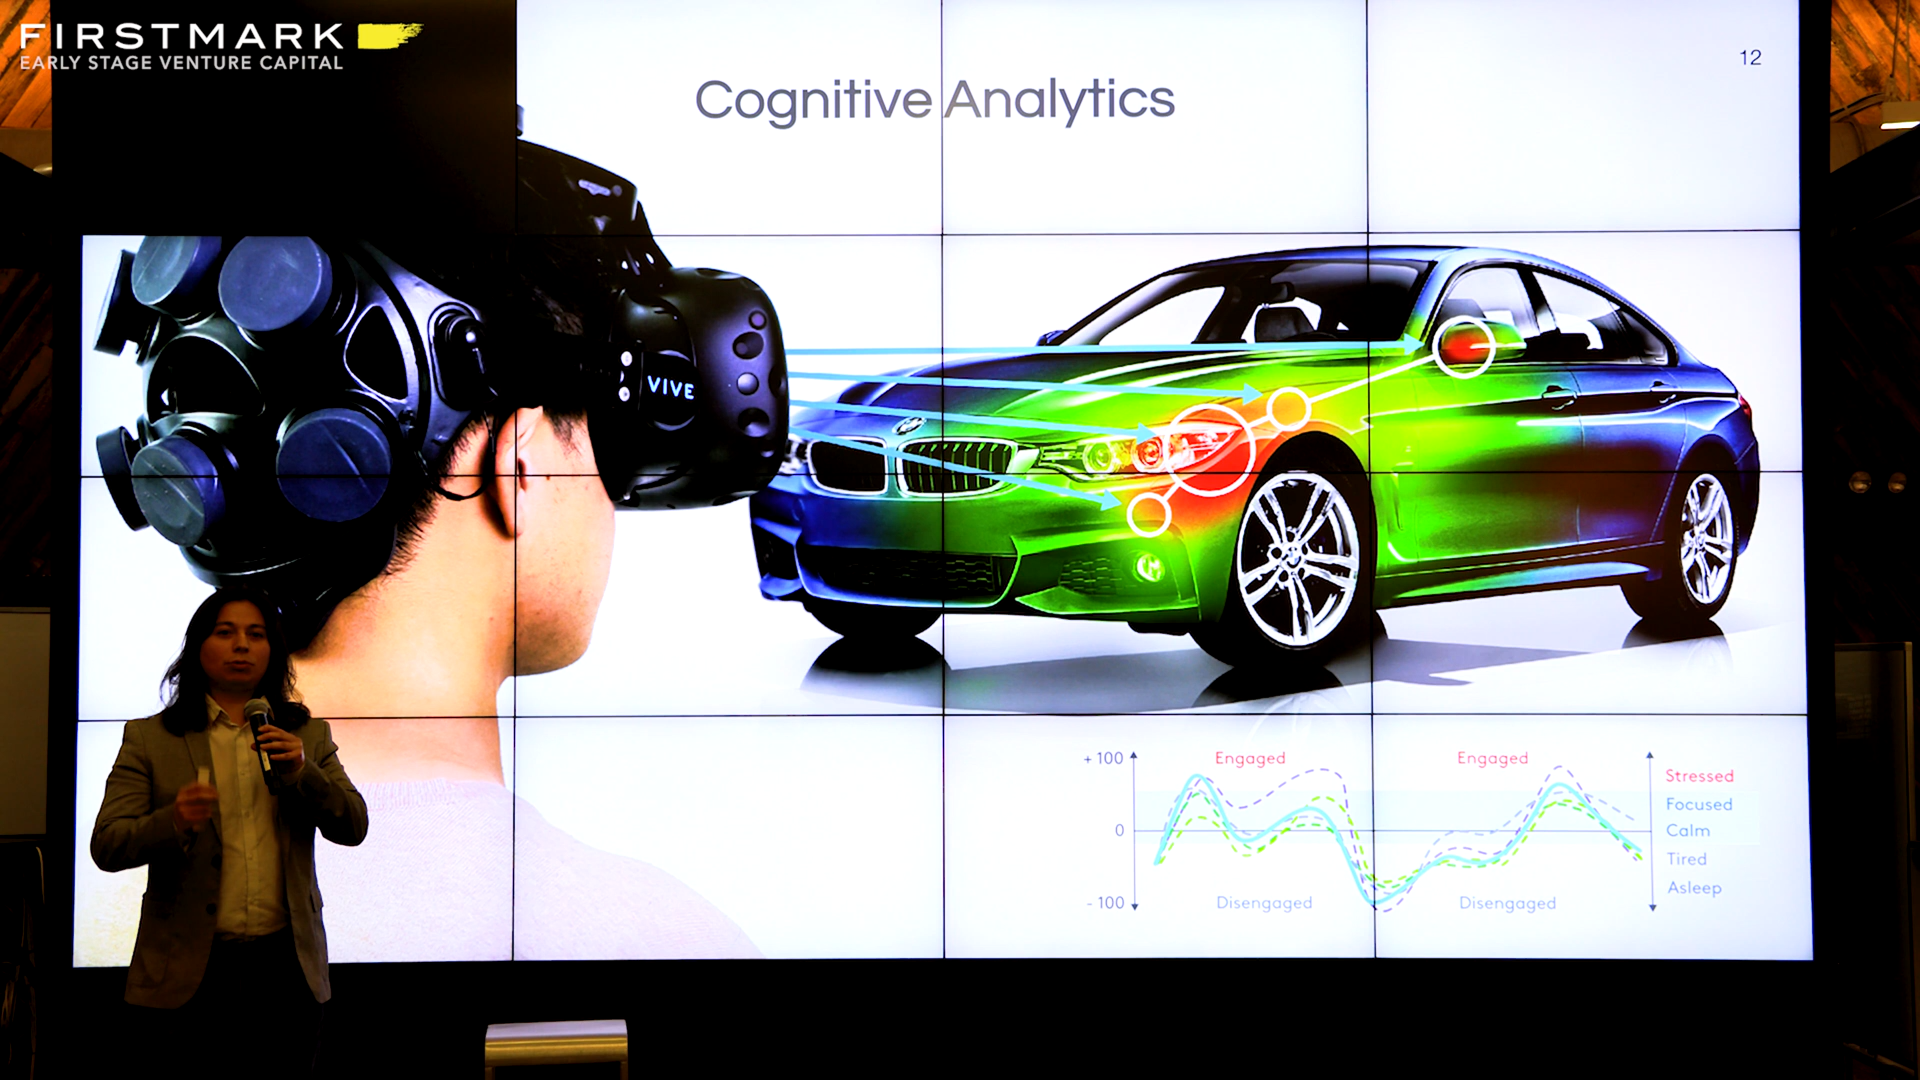 FIRSTMARK
EARLY STAGE VENTURE CAPITAL
12
Cognitive Analytics
VIVE
+ 100
Engaged
Engaged
Stressed
Focused
0
Calm
Tired
Asleep
- 100
Disengaged
Disengaged